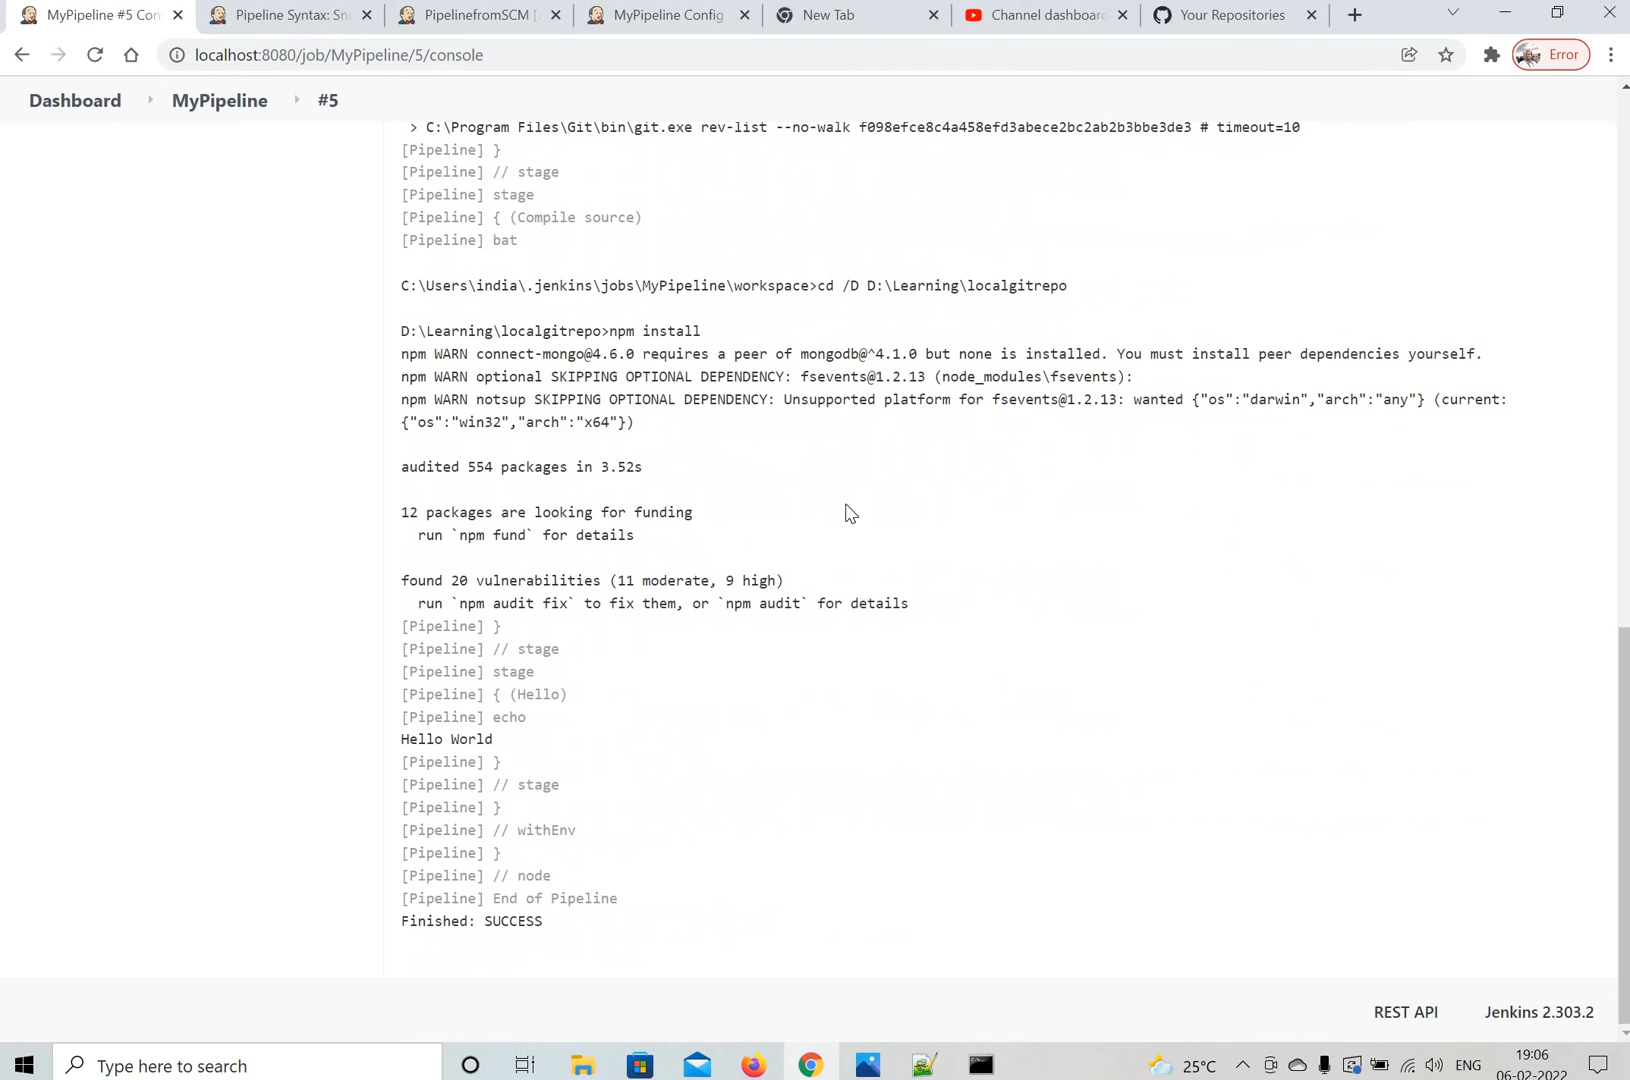 MyPipeline #5 Con
Pipeline Syntax: Sni
PipelinefromSCM [
MyPipeline Config
New Tab
Channel dashboard
Your Repositories
localhost:8080/job/MyPipeline/5/console
Error
Dashboard
MyPipeline
#5
> C:\Program Files\Git\bin\git.exe rev-list --no-walk f098efce8c4a458efd3abece2bc2ab2b3bbe3de3 # timeout=10
[Pipeline] }
[Pipeline] // stage
[Pipeline] stage
[Pipeline] { (Compile source)
[Pipeline] bat
C:\Users\india\.jenkins\jobs\MyPipeline\workspace>cd /D D:\Learning\localgitrepo
D:\Learning\localgitrepo>npm install
npm WARN connect-mongo@4.6.0 requires a peer of mongodb@^4.1.0 but none is installed. You must install peer dependencies yourself.
npm WARN optional SKIPPING OPTIONAL DEPENDENCY: fsevents@1.2.13 (node_modules\fsevents):
npm WARN notsup SKIPPING OPTIONAL DEPENDENCY: Unsupported platform for fsevents@1.2.13: wanted {"os":"darwin","arch":"any"} (current:
{"os":"win32","arch":"x64"})
audited 554 packages in 3.52s
12 packages are looking for funding
run `npm fund` for details
found 20 vulnerabilities (11 moderate, 9 high)
run `npm audit fix` to fix them, or `npm audit` for details
[Pipeline] }
[Pipeline] // stage
[Pipeline] stage
[Pipeline] { (Hello)
[Pipeline] echo
Hello World
[Pipeline] }
[Pipeline] // stage
[Pipeline] }
[Pipeline] // withEnv
[Pipeline] }
[Pipeline] // node
[Pipeline] End of Pipeline
Finished: SUCCESS
REST API
Jenkins 2.303.2
Type here to search
25°C
ENG
19:06
06-02-2022